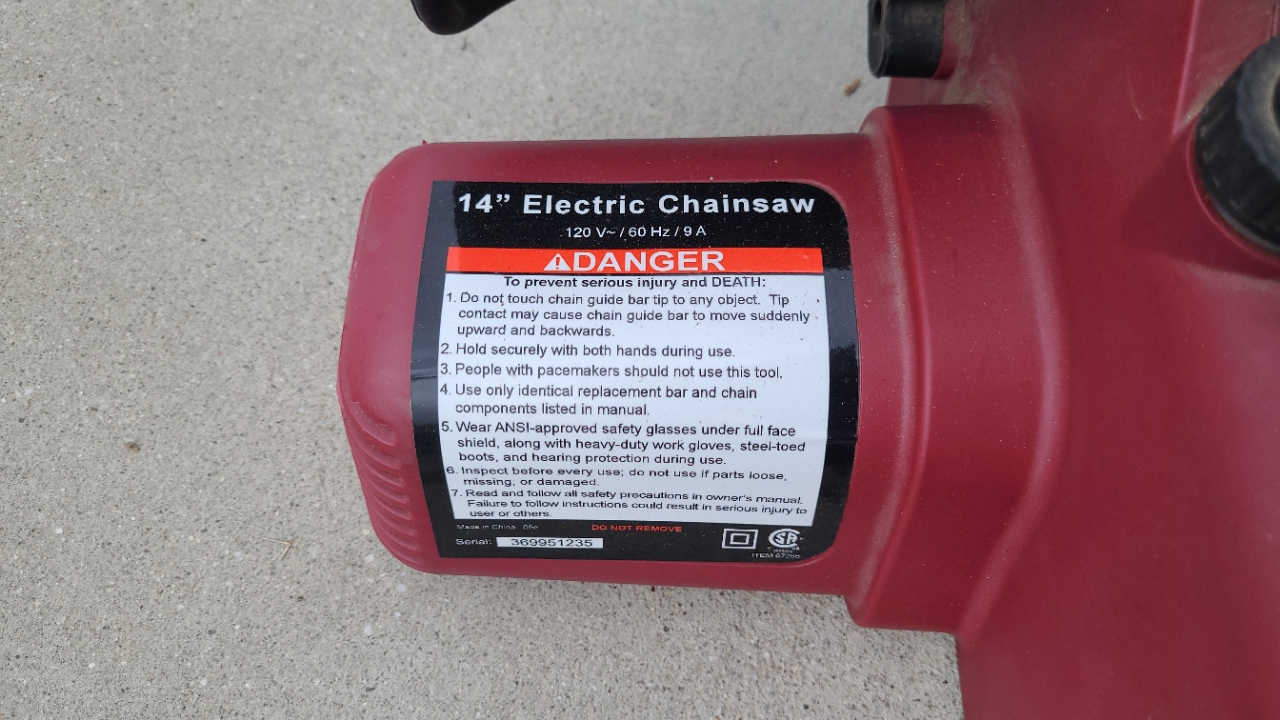 14” Electric Chainsaw
120 V~ / 60 Hz / 9 A
⚠DANGER
To prevent serious injury and DEATH:
1. Do not touch chain guide bar tip to any object. Tip
contact may cause chain guide bar to move suddenly
upward and backwards.
2. Hold securely with both hands during use.
3. People with pacemakers should not use this tool.
4. Use only identical replacement bar and chain
components listed in manual.
5. Wear ANSI-approved safety glasses under full face
shield, along with heavy-duty work gloves, steel-toed
boots, and hearing protection during use.
6. Inspect before every use; do not use if parts loose,
missing, or damaged.
7. Read and follow all safety precautions in owner's manual.
Failure to follow instructions could result in serious injury to
user or others.
Made in China DO NOT REMOVE
Serial: 369951235
ITEM